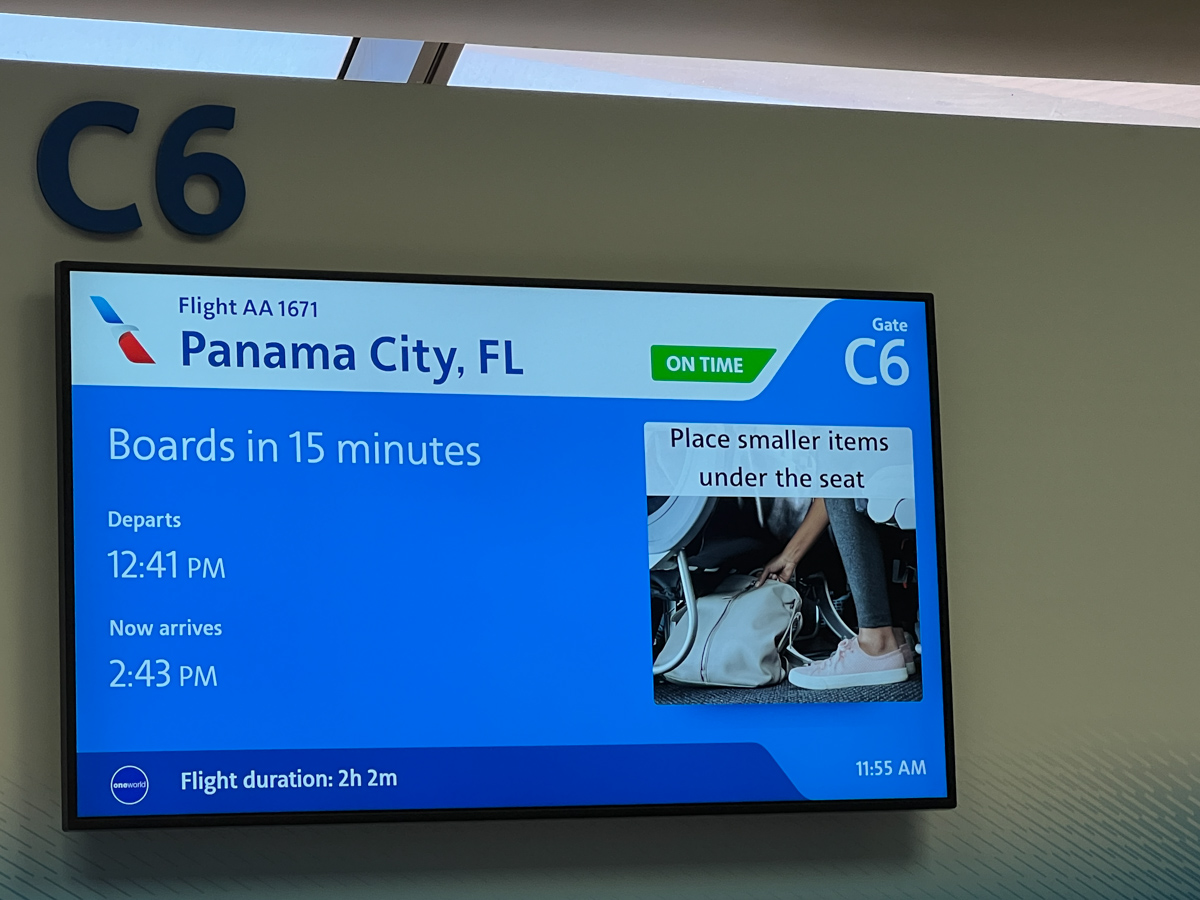 C6
Flight AA 1671
Panama City, FL
ON TIME
Gate
C6
Boards in 15 minutes
Place smaller items
under the seat
Departs
12:41 PM
Now arrives
2:43 PM
oneworld
Flight duration: 2h 2m
11:55 AM